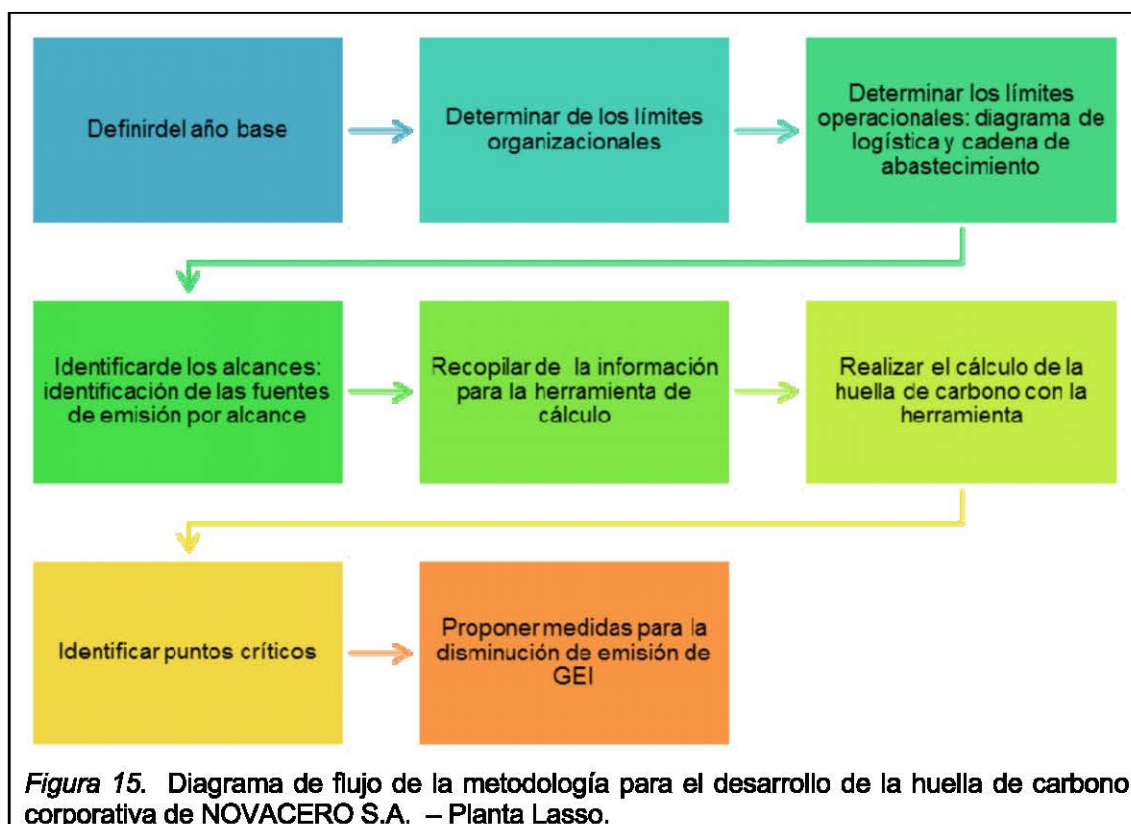 Definirdel año base
Determinar de los límites
organizacionales
Determinar los límites
operacionales: diagrama de
logística y cadena de
abastecimiento
Identificarde los alcances:
identificación de las fuentes
de emisión por alcance
Recopilar de la información
para la herramienta de
cálculo
Realizar el cálculo de la
huella de carbono con la
herramienta
Identificar puntos críticos
Proponer medidas para la
disminución de emisión de
GEI
Figura 15. Diagrama de flujo de la metodología para el desarrollo de la huella de carbono
corporativa de NOVACERO S.A. – Planta Lasso.